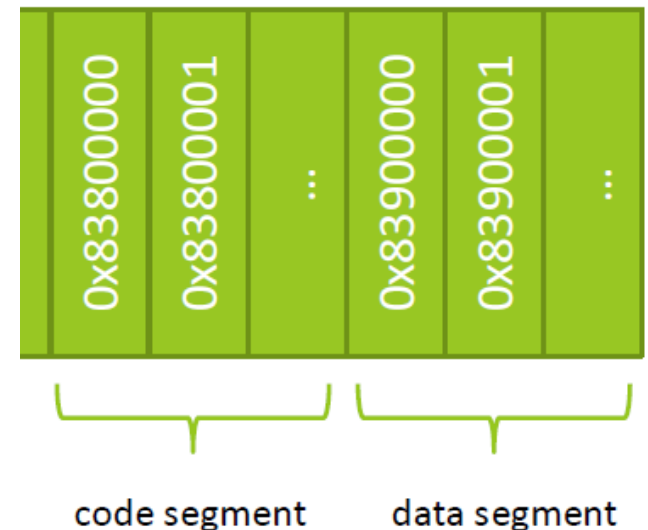 0x83800000
0x83800001
...
0x83900000
0x83900001
...
code segment
data segment